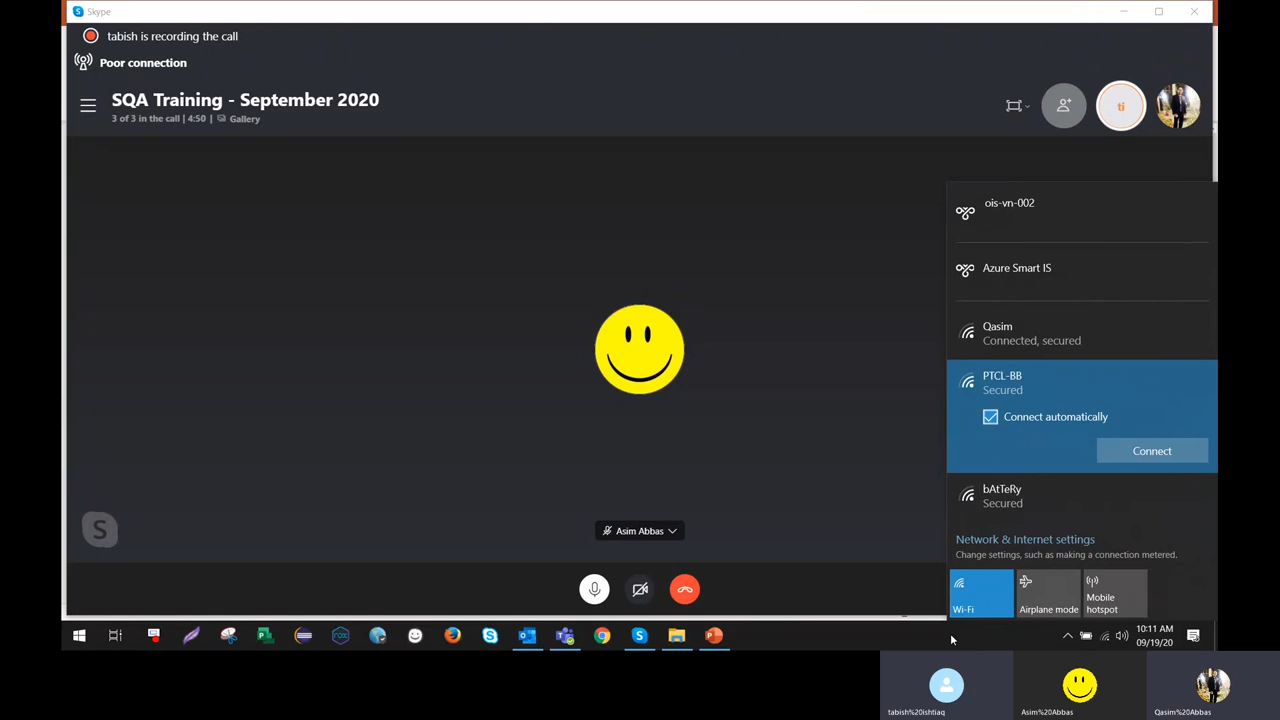 Skype
tabish is recording the call
Poor connection
SQA Training - September 2020
3 of 3 in the call | 4:50 | Gallery
ti
ois-vn-002
Azure Smart IS
Qasim
Connected, secured
PTCL-BB
Secured
Connect automatically
Connect
bAtTeRy
Secured
S
Asim Abbas
Network & Internet settings
Change settings, such as making a connection metered.
Wi-Fi
Airplane mode
Mobile
hotspot
rox
10:11 AM
09/19/20
tabish%20ishtiaq
Asim%20Abbas
Qasim%20Abbas